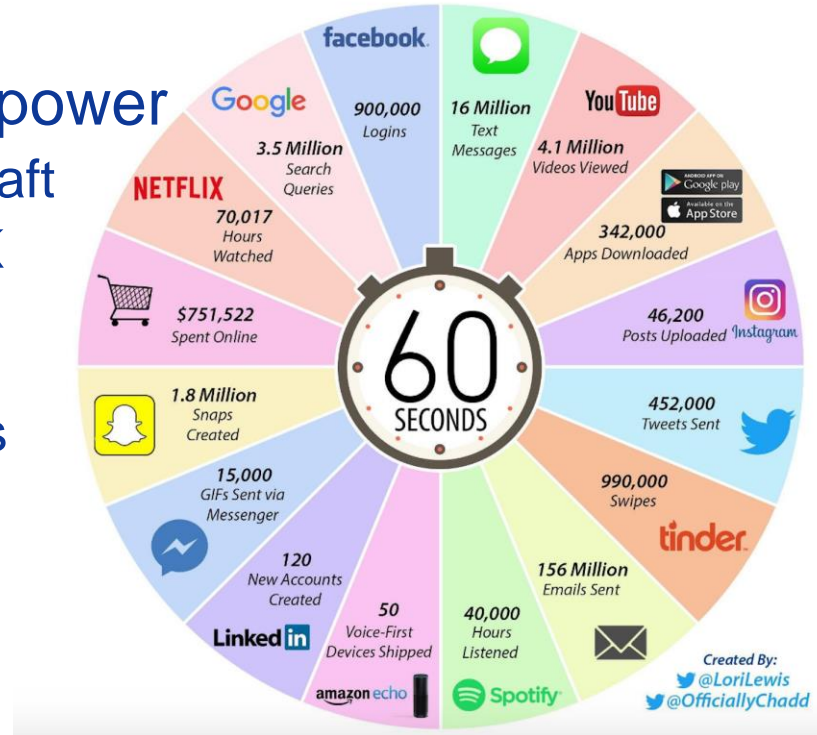 power
aft
facebook
900,000
Logins
16 Million
Text
Messages
YouTube
4.1 Million
Videos Viewed
ANDROID APP ON
Google play
Available on the
App Store
342,000
Apps Downloaded
46,200
Posts Uploaded
Instagram
452,000
Tweets Sent
990,000
Swipes
tinder
156 Million
Emails Sent
40,000
Hours
Listened
Spotify
50
Voice-First
Devices Shipped
amazon echo
120
New Accounts
Created
Linked in
15,000
GIFs Sent via
Messenger
1.8 Million
Snaps
Created
$751,522
Spent Online
NETFLIX
70,017
Hours
Watched
Google
3.5 Million
Search
Queries
60
SECONDS
s
Created By:
@LoriLewis
@OfficiallyChadd